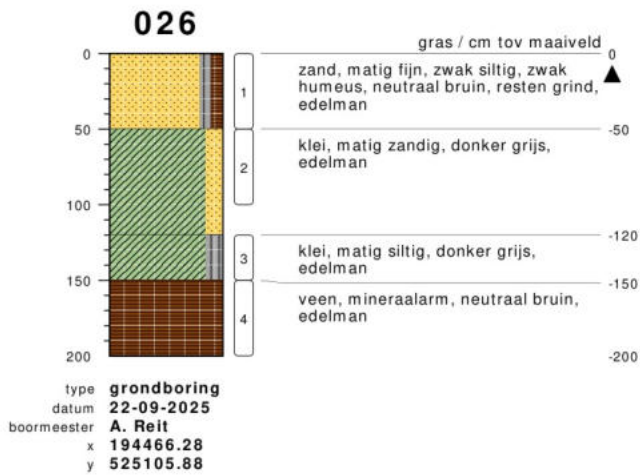 026
gras / cm tov maaiveld
0
0
zand, matig fijn, zwak siltig, zwak
humeus, neutraal bruin, resten grind,
edelman
1
50
-50
klei, matig zandig, donker grijs,
edelman
2
100
-120
klei, matig siltig, donker grijs,
edelman
3
150
-150
veen, mineraalarm, neutraal bruin,
edelman
4
200
-200
type grondboring
datum 22-09-2025
boormeester A. Reit
x 194466.28
y 525105.88